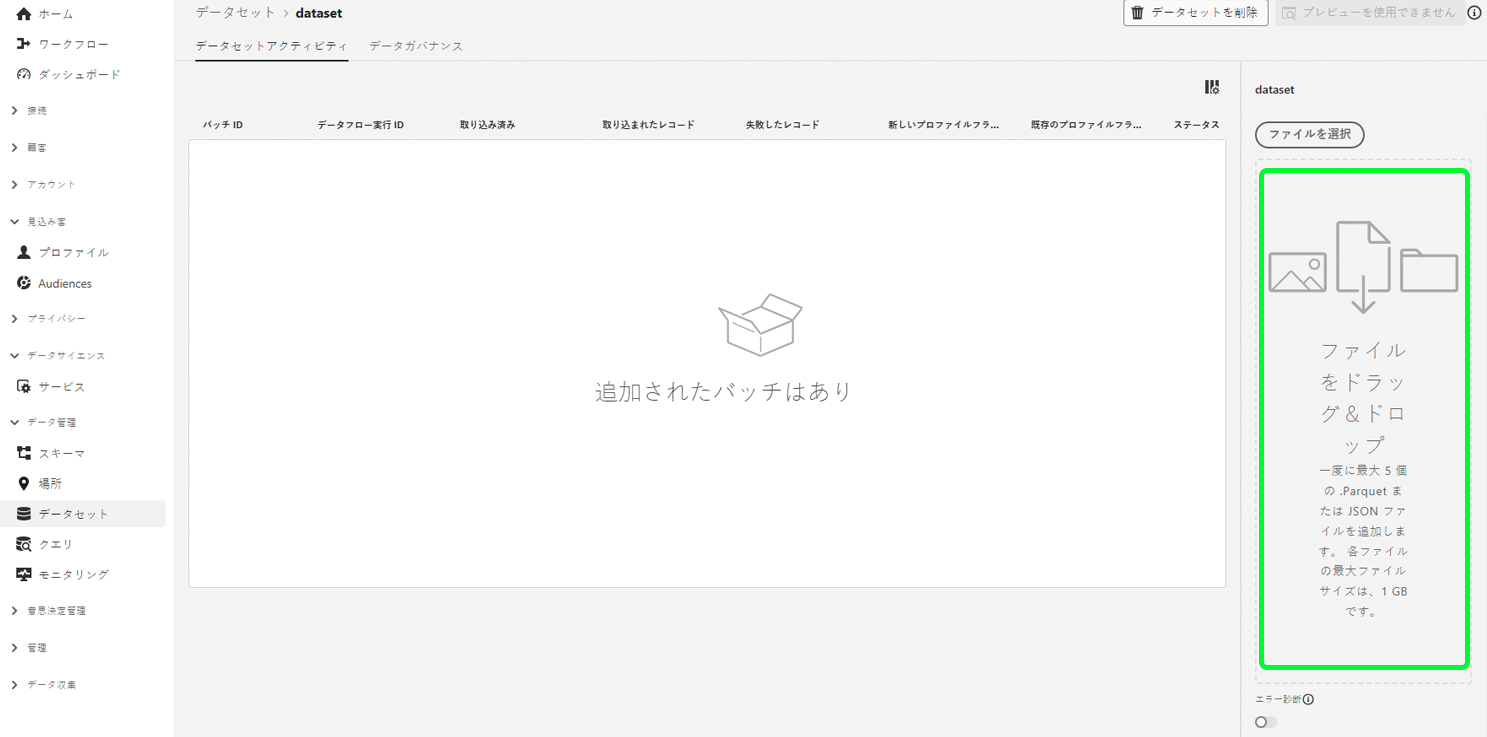 ホーム
ワークフロー
ダッシュボード
接続
顧客
アカウント
見込み客
プロファイル
Audiences
プライバシー
データサイエンス
サービス
データ管理
スキーマ
場所
データセット
クエリ
モニタリング
意思決定管理
管理
データ収集
データセット › dataset
データセットを削除
プレビューを使用できません
データセットアクティビティ データガバナンス
バッチ ID データフロー実行 ID 取り込み済み 取り込まれたレコード 失敗したレコード 新しいプロファイルフラ... 既存のプロファイルフラ... ステータス
追加されたバッチはあり
dataset
ファイルを選択
ファイル
をドラッ
グ＆ドロ
ップ
一度に最大 5 個
の .Parquet ま
たは JSON ファ
イルを追加しま
す。 各ファイル
の最大ファイル
サイズは、1 GB
です。
エラー診断